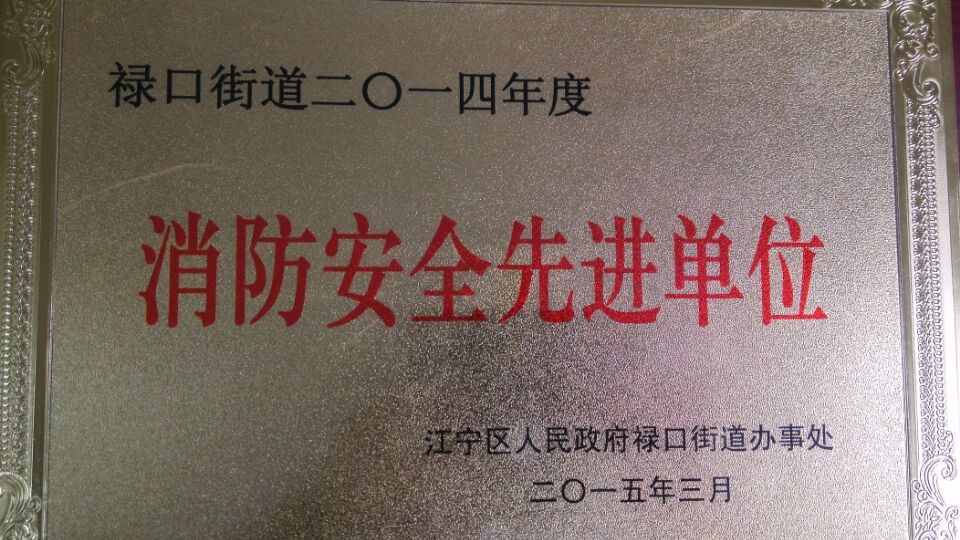 禄口街道二〇一四年度
消防安全先进单位
江宁区人民政府禄口街道办事处
二〇一五年三月